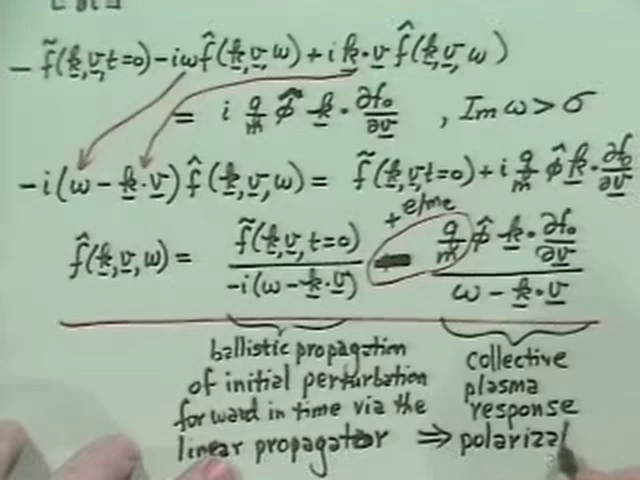 − f̃(k̲,v̲,t=0) − iω f̂(k̲,v̲,ω) + i k̲·v̲ f̂(k̲,v̲,ω)
= i q/m φ̂ k̲·∂f₀/∂v̲ , Im ω > σ
−i(ω − k̲·v̲) f̂(k̲,v̲,ω) = f̃(k̲,v̲,t=0) + i q/m φ̂ k̲·∂f₀/∂v̲
+ e/me
f̂(k̲,v̲,ω) = f̃(k̲,v̲,t=0) / −i(ω − k̲·v̲) − q/m φ̂ k̲·∂f₀/∂v̲ / ω − k̲·v̲
ballistic propagation
of initial perturbation
forward in time via the
linear propagator
collective
plasma
response
⇒ polarizal